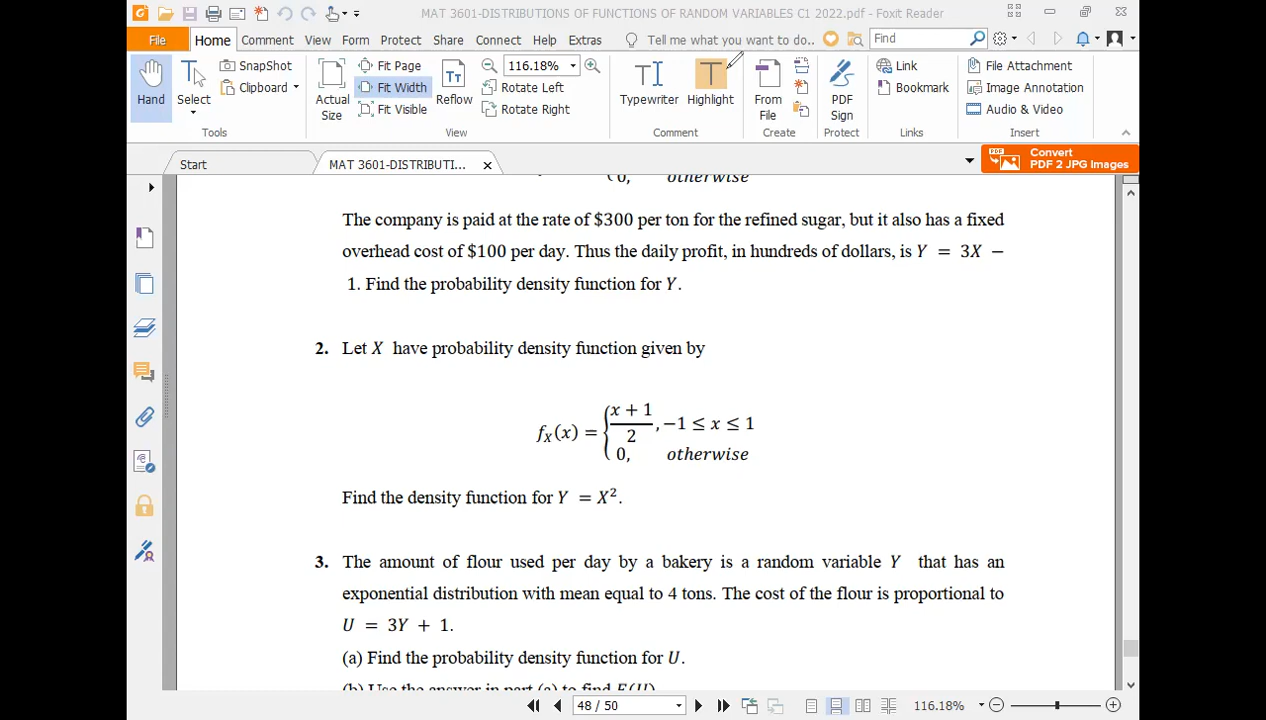 MAT 3601-DISTRIBUTIONS OF FUNCTIONS OF RANDOM VARIABLES C1 2022.pdf - Foxit Reader
File Home Comment View Form Protect Share Connect Help Extras Tell me what you want to do.. Find
Hand Select SnapShot Clipboard Actual Size Fit Page Fit Width Fit Visible Reflow 116.18% Rotate Left Rotate Right Typewriter Highlight From File PDF Sign Link Bookmark File Attachment Image Annotation Audio & Video
Tools View Comment Create Protect Links Insert
Start MAT 3601-DISTRIBUTI... Convert PDF 2 JPG Images
0, otherwise
The company is paid at the rate of $300 per ton for the refined sugar, but it also has a fixed
overhead cost of $100 per day. Thus the daily profit, in hundreds of dollars, is Y = 3X −
1. Find the probability density function for Y.
2. Let X have probability density function given by
fX(x) = { (x + 1)/2, −1 ≤ x ≤ 1
0, otherwise
Find the density function for Y = X².
3. The amount of flour used per day by a bakery is a random variable Y that has an
exponential distribution with mean equal to 4 tons. The cost of the flour is proportional to
U = 3Y + 1.
(a) Find the probability density function for U.
(b) Use the answer in part (a) to find E(U)
48 / 50 116.18%